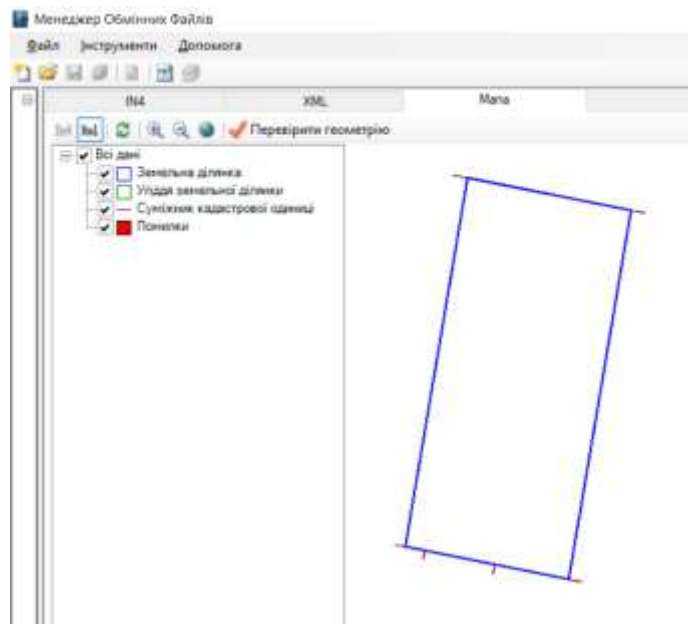 Менеджер Обмінних Файлів
Файл Інструменти Допомога
IN4 XML Мапа
Перевірити геометрію
Всі дані
Земельна ділянка
Угіддя земельної ділянки
Суміжник кадастрової одиниці
Помилки